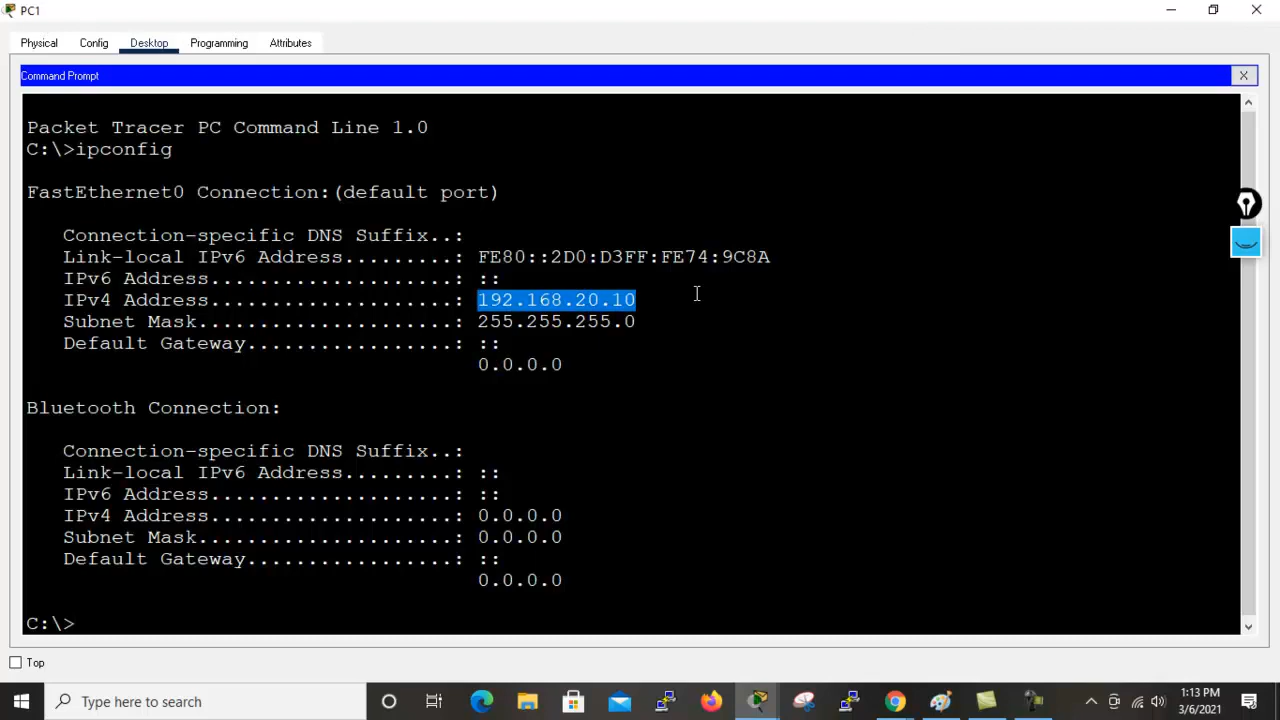 PC1
Physical Config Desktop Programming Attributes
Command Prompt X
Packet Tracer PC Command Line 1.0
C:\>ipconfig
FastEthernet0 Connection:(default port)
Connection-specific DNS Suffix..:
Link-local IPv6 Address.........: FE80::2D0:D3FF:FE74:9C8A
IPv6 Address....................: ::
IPv4 Address....................: 192.168.20.10
Subnet Mask.....................: 255.255.255.0
Default Gateway.................: ::
0.0.0.0
Bluetooth Connection:
Connection-specific DNS Suffix..:
Link-local IPv6 Address.........: ::
IPv6 Address....................: ::
IPv4 Address....................: 0.0.0.0
Subnet Mask.....................: 0.0.0.0
Default Gateway.................: ::
0.0.0.0
C:\>
Top
Type here to search
1:13 PM
3/6/2021